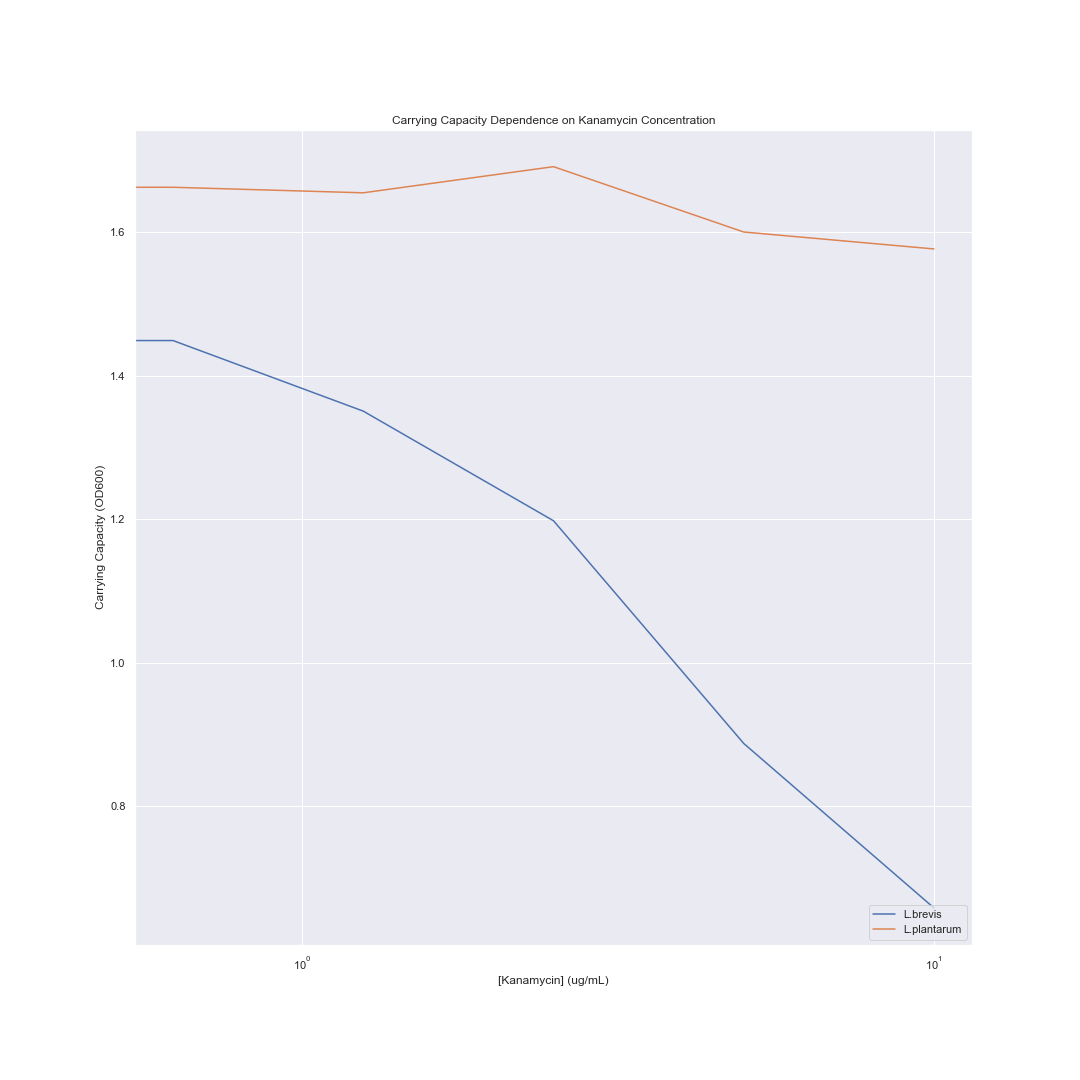 Carrying Capacity Dependence on Kanamycin Concentration
1.6
1.4
1.2
1.0
0.8
Carrying Capacity (OD600)
10⁰
10¹
[Kanamycin] (ug/mL)
L.brevis
L.plantarum